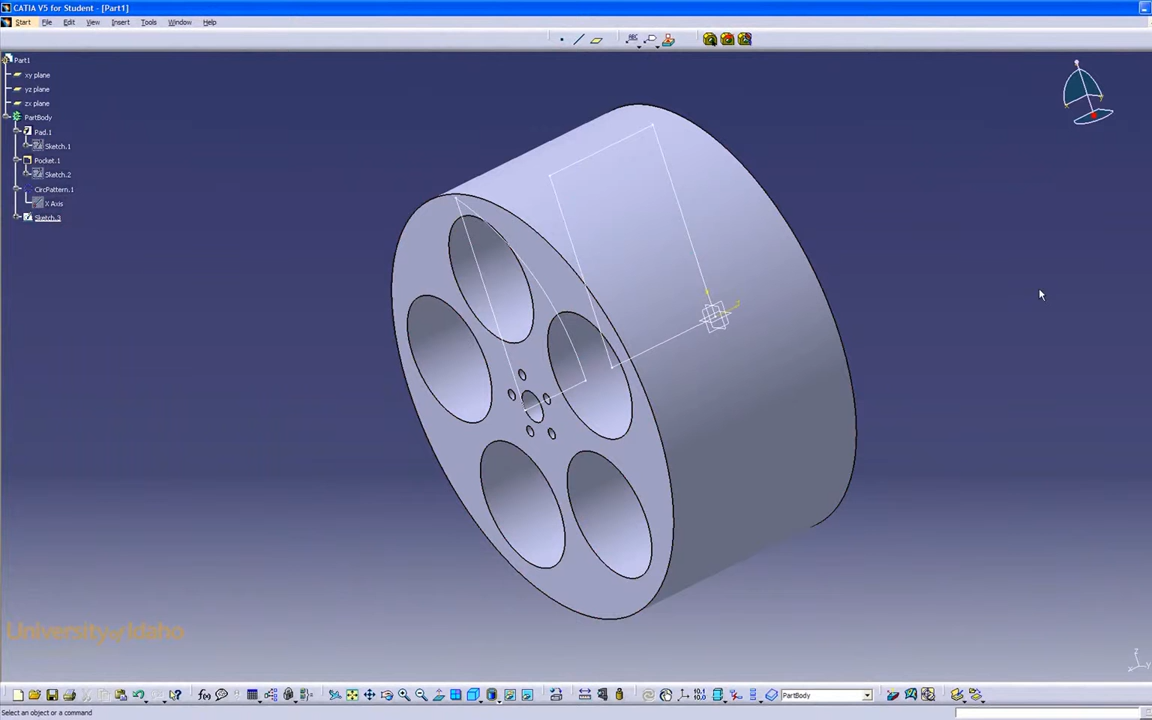 CATIA V5 for Student - [Part1]
Start File Edit View Insert Tools Window Help
Part1
xy plane
yz plane
zx plane
PartBody
Pad.1
Sketch.1
Pocket.1
Sketch.2
CircPattern.1
X Axis
Sketch.3
University of Idaho
PartBody
Select an object or a command